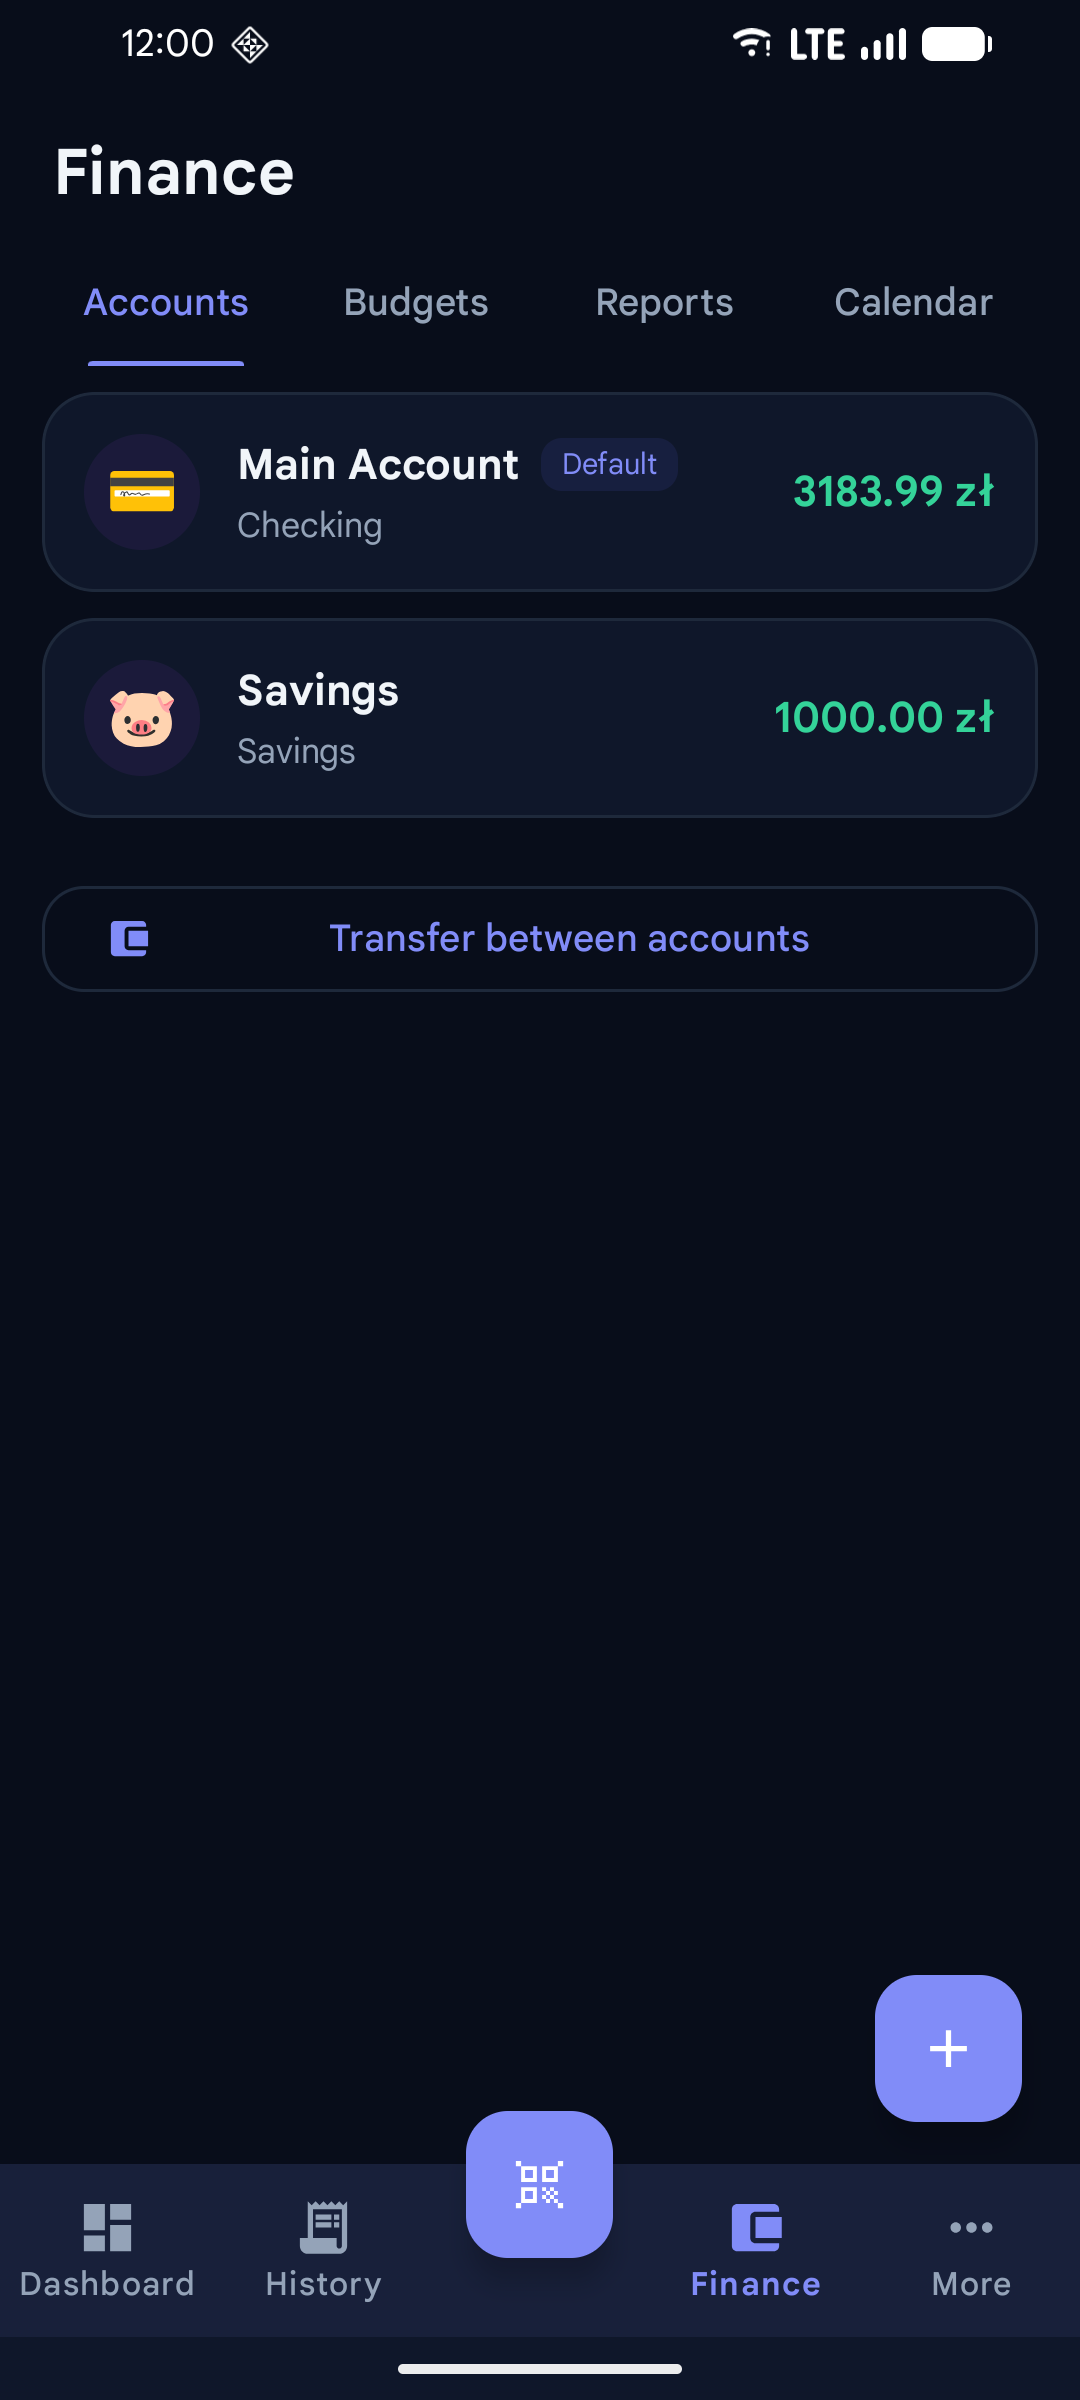 12:00 LTE
Finance
Accounts Budgets Reports Calendar
Main Account Default
Checking
3183.99 zł
Savings
Savings
1000.00 zł
Transfer between accounts
Dashboard History Finance More